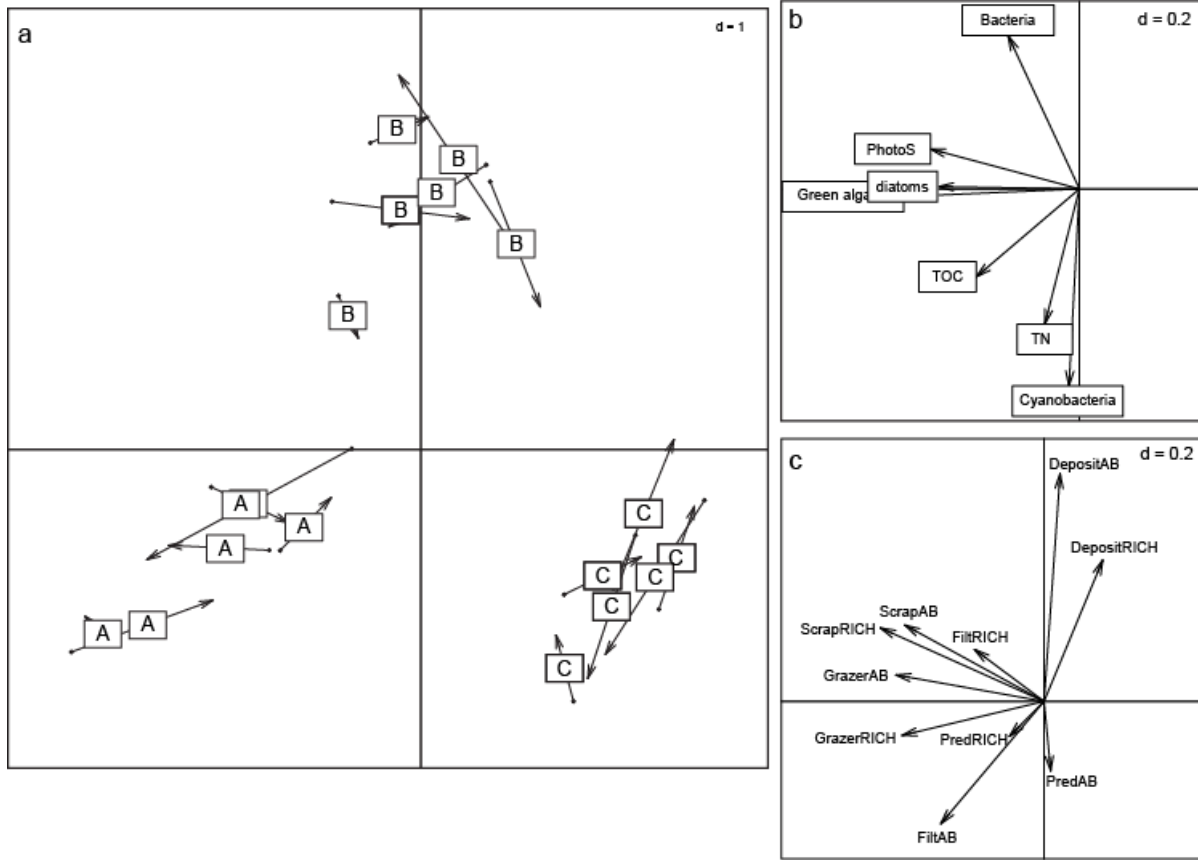 a
d = 1
B
B
B
B
B
B
A
A
A
A
A
C
C
C
C
C
C
b
d = 0.2
Bacteria
PhotoS
diatoms
Green alga
TOC
TN
Cyanobacteria
c
d = 0.2
DepositAB
DepositRICH
ScrapAB
ScrapRICH
FiltRICH
GrazerAB
GrazerRICH
PredRICH
PredAB
FiltAB